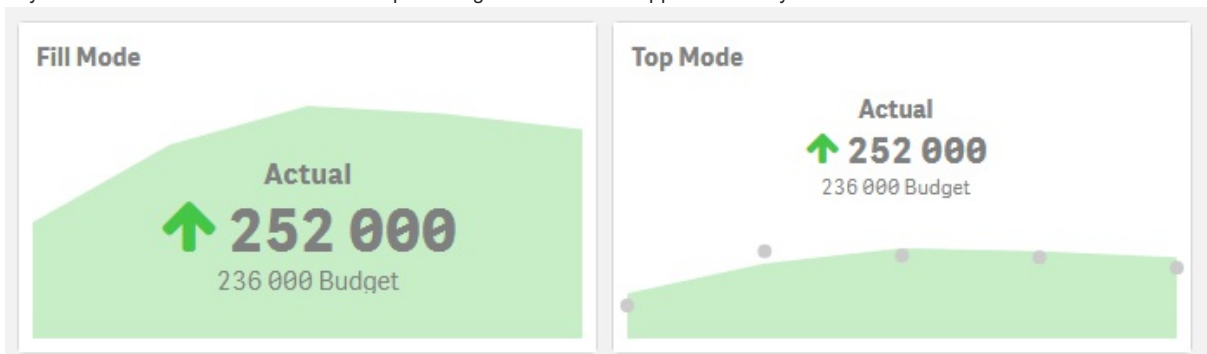 Fill Mode
Actual
252 000
236 000 Budget
Top Mode
Actual
252 000
236 000 Budget